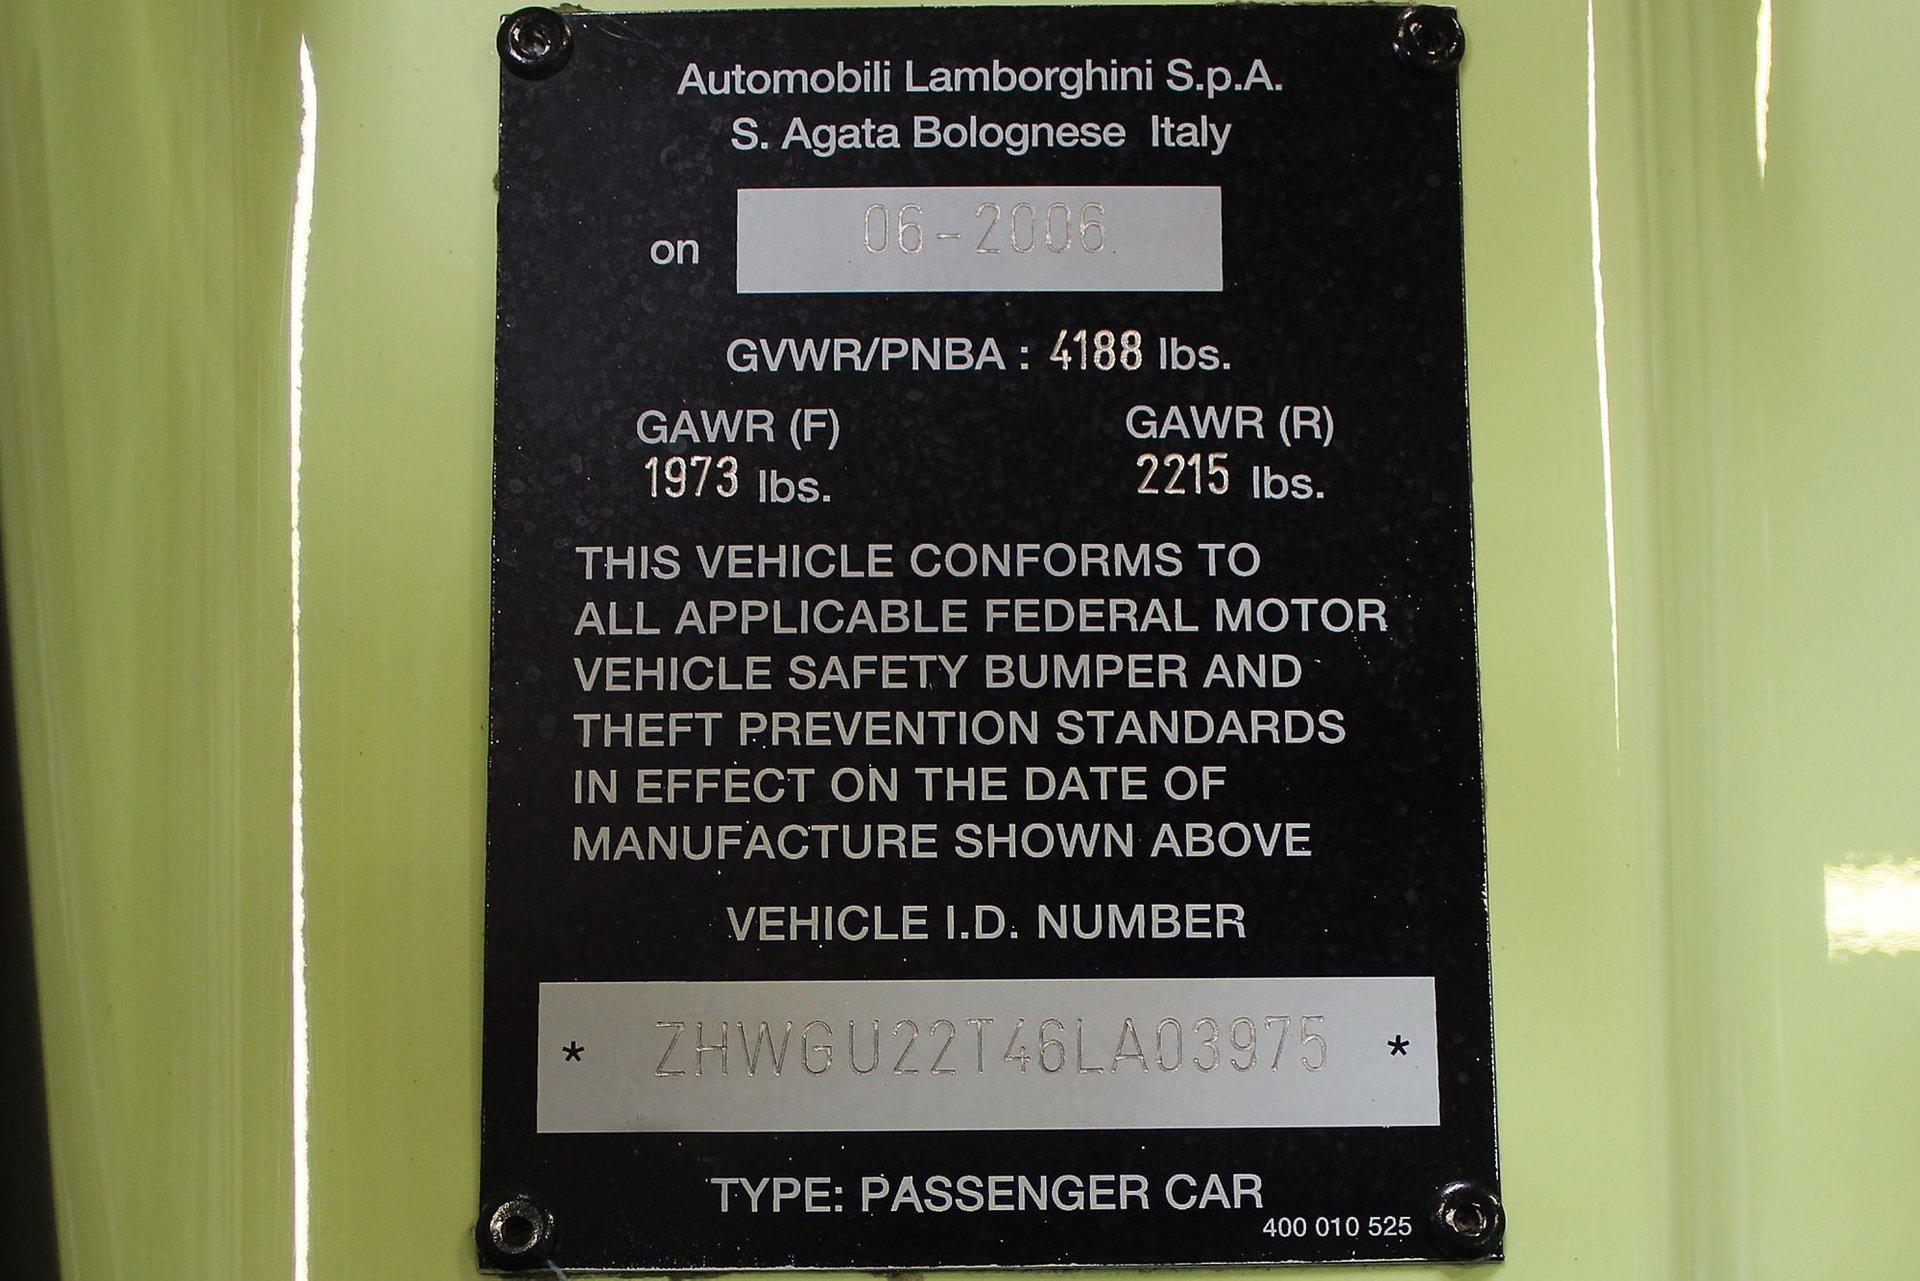 Automobili Lamborghini S.p.A.
S. Agata Bolognese Italy
on 06-2006
GVWR/PNBA : 4188 lbs.
GAWR (F) GAWR (R)
1973 lbs. 2215 lbs.
THIS VEHICLE CONFORMS TO
ALL APPLICABLE FEDERAL MOTOR
VEHICLE SAFETY BUMPER AND
THEFT PREVENTION STANDARDS
IN EFFECT ON THE DATE OF
MANUFACTURE SHOWN ABOVE
VEHICLE I.D. NUMBER
* ZHWGU22T46LA03975 *
TYPE: PASSENGER CAR
400 010 525